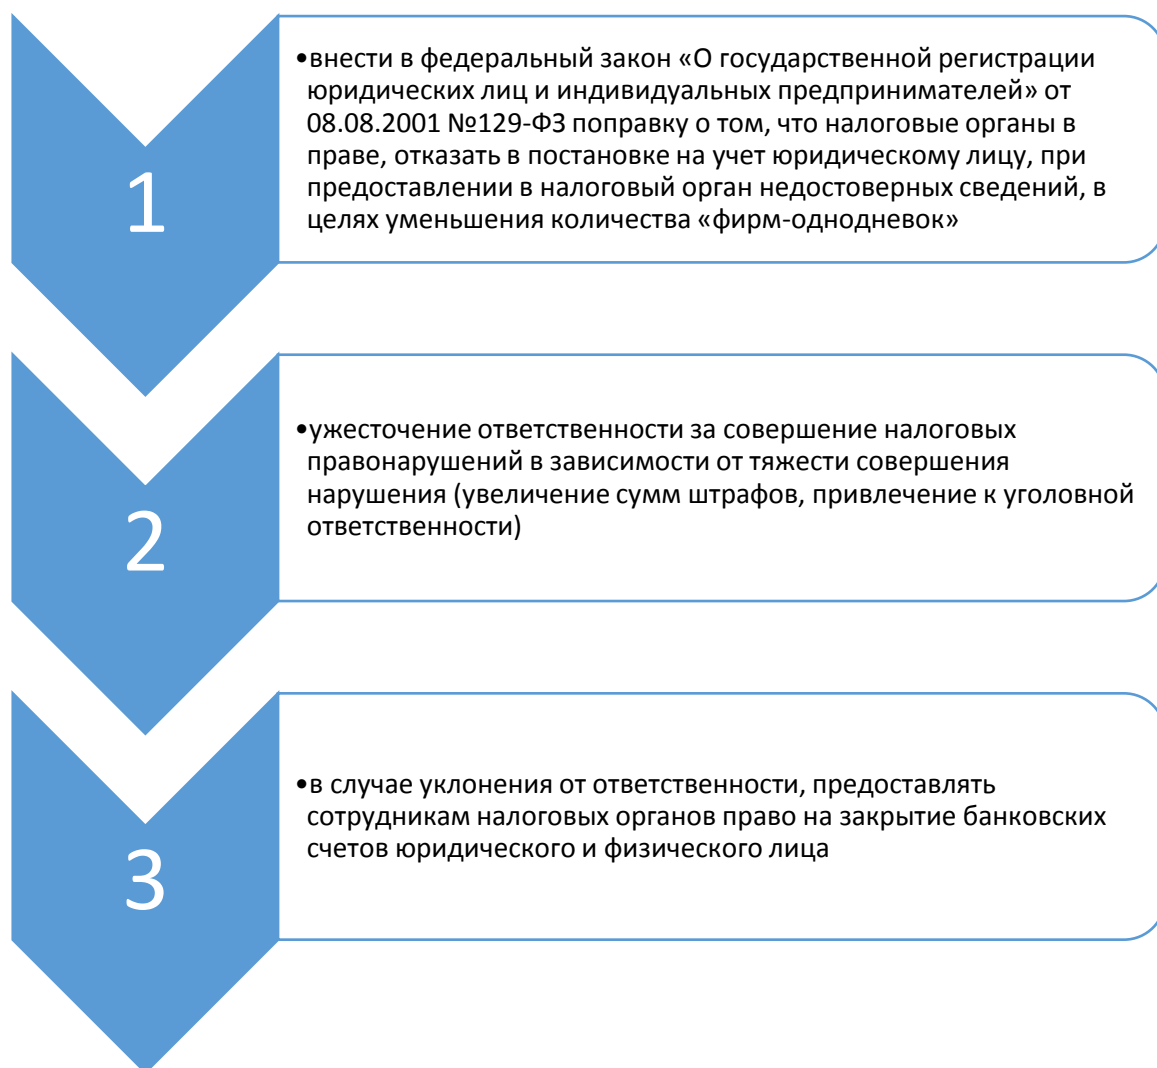 1
•внести в федеральный закон «О государственной регистрации
юридических лиц и индивидуальных предпринимателей» от
08.08.2001 №129-ФЗ поправку о том, что налоговые органы в
праве, отказать в постановке на учет юридическому лицу, при
предоставлении в налоговый орган недостоверных сведений, в
целях уменьшения количества «фирм-однодневок»
2
•ужесточение ответственности за совершение налоговых
правонарушений в зависимости от тяжести совершения
нарушения (увеличение сумм штрафов, привлечение к уголовной
ответственности)
3
•в случае уклонения от ответственности, предоставлять
сотрудникам налоговых органов право на закрытие банковских
счетов юридического и физического лица